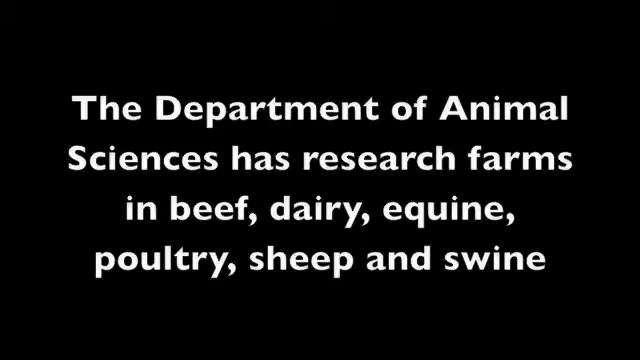 The Department of Animal
Sciences has research farms
in beef, dairy, equine,
poultry, sheep and swine